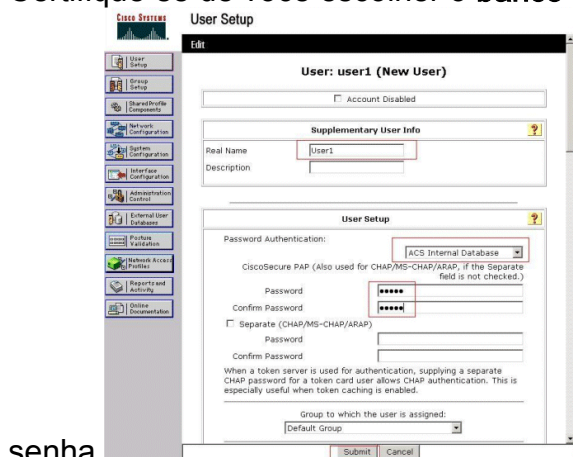 Certifique-se de você escolher o banco
CISCO SYSTEMS
User Setup
Edit
User
Setup
Group
Setup
Shared Profile
Components
Network
Configuration
System
Configuration
Interface
Configuration
Administration
Control
External User
Databases
Posture
Validation
Network Access
Profiles
Reports and
Activity
Online
Documentation
User: user1 (New User)
Account Disabled
Supplementary User Info
Real Name User1
Description
User Setup
Password Authentication:
ACS Internal Database
CiscoSecure PAP (Also used for CHAP/MS-CHAP/ARAP, if the Separate
field is not checked.)
Password •••••
Confirm Password •••••
Separate (CHAP/MS-CHAP/ARAP)
Password
Confirm Password
When a token server is used for authentication, supplying a separate
CHAP password for a token card user allows CHAP authentication. This is
especially useful when token caching is enabled.
Group to which the user is assigned:
Default Group
Submit Cancel
senha